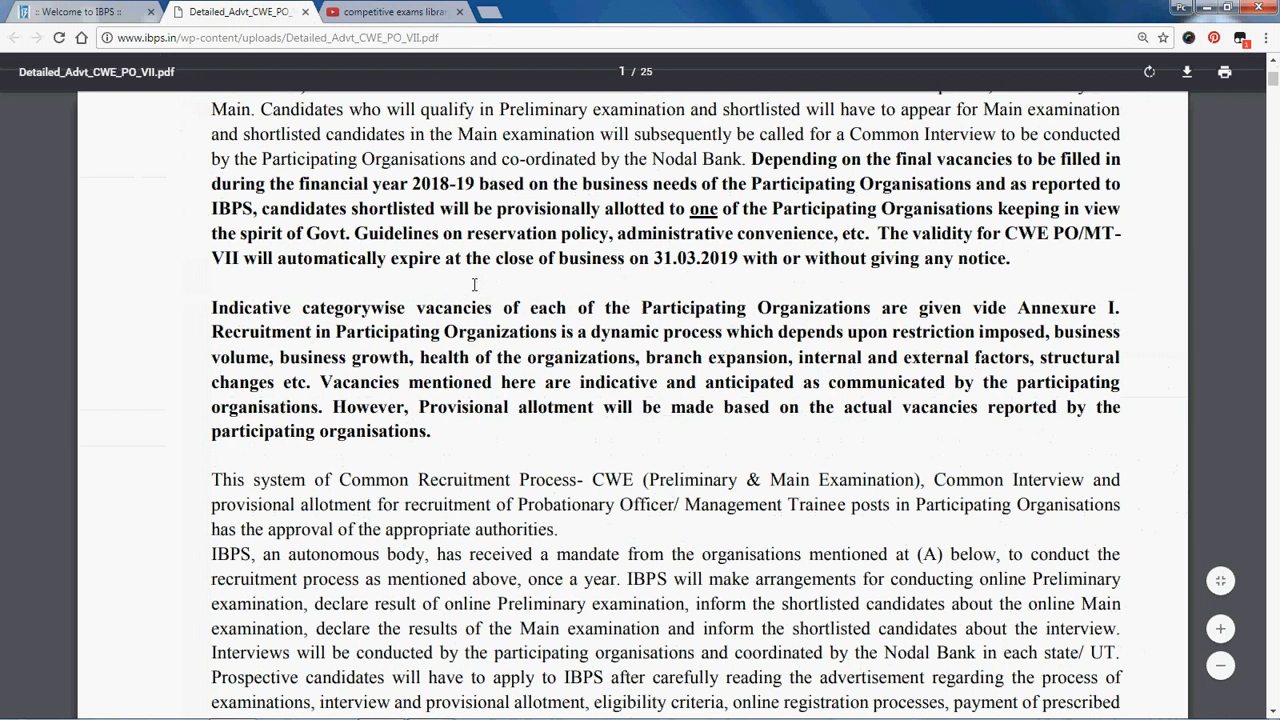 :: Welcome to IBPS ::
Detailed_Advt_CWE_PO_
competitive exams libra
Pc
www.ibps.in/wp-content/uploads/Detailed_Advt_CWE_PO_VII.pdf
1
Detailed_Advt_CWE_PO_VII.pdf
1 / 25
Main. Candidates who will qualify in Preliminary examination and shortlisted will have to appear for Main examination
and shortlisted candidates in the Main examination will subsequently be called for a Common Interview to be conducted
by the Participating Organisations and co-ordinated by the Nodal Bank. Depending on the final vacancies to be filled in
during the financial year 2018-19 based on the business needs of the Participating Organisations and as reported to
IBPS, candidates shortlisted will be provisionally allotted to one of the Participating Organisations keeping in view
the spirit of Govt. Guidelines on reservation policy, administrative convenience, etc. The validity for CWE PO/MT-
VII will automatically expire at the close of business on 31.03.2019 with or without giving any notice.
Indicative categorywise vacancies of each of the Participating Organizations are given vide Annexure I.
Recruitment in Participating Organizations is a dynamic process which depends upon restriction imposed, business
volume, business growth, health of the organizations, branch expansion, internal and external factors, structural
changes etc. Vacancies mentioned here are indicative and anticipated as communicated by the participating
organisations. However, Provisional allotment will be made based on the actual vacancies reported by the
participating organisations.
This system of Common Recruitment Process- CWE (Preliminary & Main Examination), Common Interview and
provisional allotment for recruitment of Probationary Officer/ Management Trainee posts in Participating Organisations
has the approval of the appropriate authorities.
IBPS, an autonomous body, has received a mandate from the organisations mentioned at (A) below, to conduct the
recruitment process as mentioned above, once a year. IBPS will make arrangements for conducting online Preliminary
examination, declare result of online Preliminary examination, inform the shortlisted candidates about the online Main
examination, declare the results of the Main examination and inform the shortlisted candidates about the interview.
Interviews will be conducted by the participating organisations and coordinated by the Nodal Bank in each state/ UT.
Prospective candidates will have to apply to IBPS after carefully reading the advertisement regarding the process of
examinations, interview and provisional allotment, eligibility criteria, online registration processes, payment of prescribed